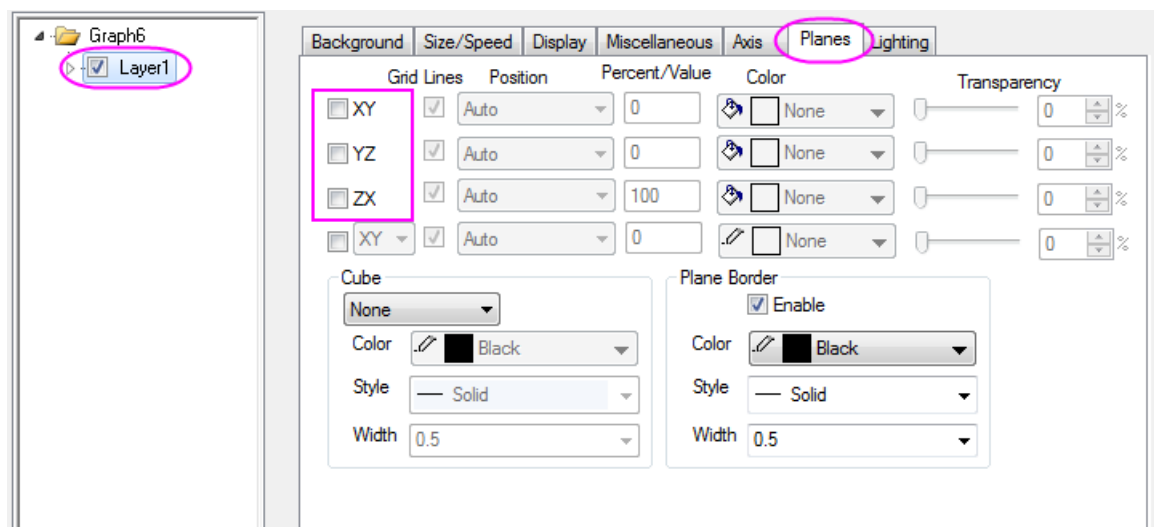 Graph6
Layer1
Background Size/Speed Display Miscellaneous Axis Planes Lighting
Grid Lines Position Percent/Value Color Transparency
XY Auto 0 None 0 %
YZ Auto 0 None 0 %
ZX Auto 100 None 0 %
XY Auto 0 None 0 %
Cube Plane Border
None Enable
Color Black Color Black
Style Solid Style Solid
Width 0.5 Width 0.5